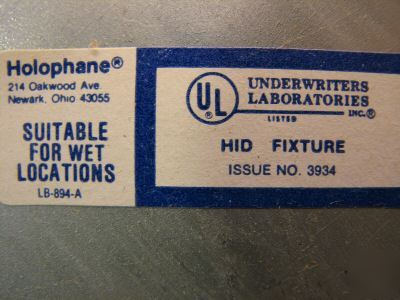 Holophane®
214 Oakwood Ave.
Newark, Ohio 43055
SUITABLE
FOR WET
LOCATIONS
LB-894-A
UL
UNDERWRITERS
LABORATORIES
INC.®
LISTED
HID FIXTURE
ISSUE NO. 3934